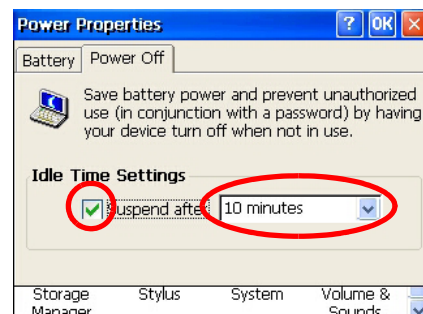 Power Properties ? OK ×
Battery Power Off
Save battery power and prevent unauthorized
use (in conjunction with a password) by having
your device turn off when not in use.
Idle Time Settings
Suspend after 10 minutes
Storage Stylus System Volume &
Manager Sounds